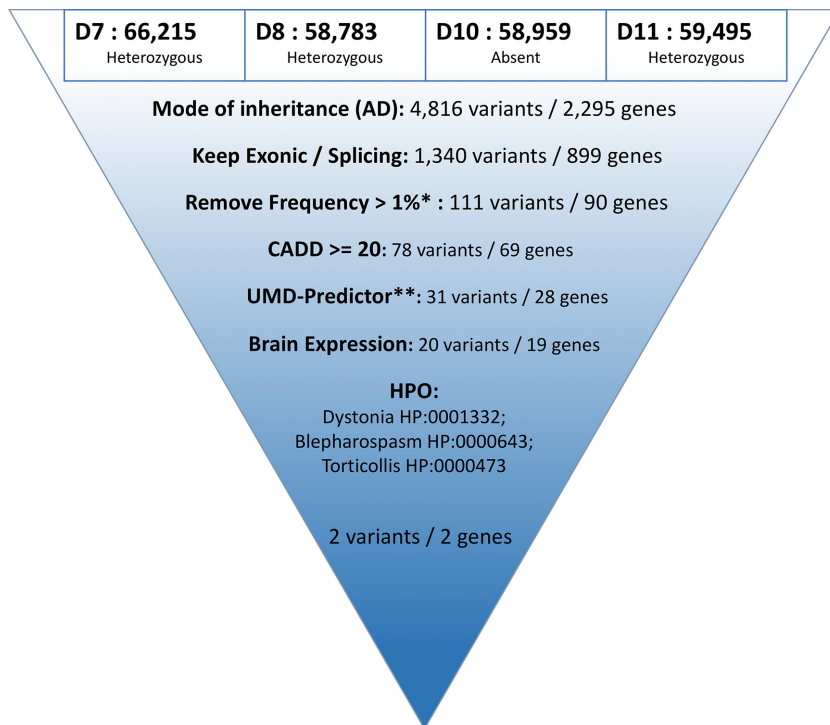 D7 : 66,215 D8 : 58,783 D10 : 58,959 D11 : 59,495
Heterozygous Heterozygous Absent Heterozygous
Mode of inheritance (AD): 4,816 variants / 2,295 genes
Keep Exonic / Splicing: 1,340 variants / 899 genes
Remove Frequency > 1%* : 111 variants / 90 genes
CADD >= 20: 78 variants / 69 genes
UMD-Predictor**: 31 variants / 28 genes
Brain Expression: 20 variants / 19 genes
HPO:
Dystonia HP:0001332;
Blepharospasm HP:0000643;
Torticollis HP:0000473
2 variants / 2 genes